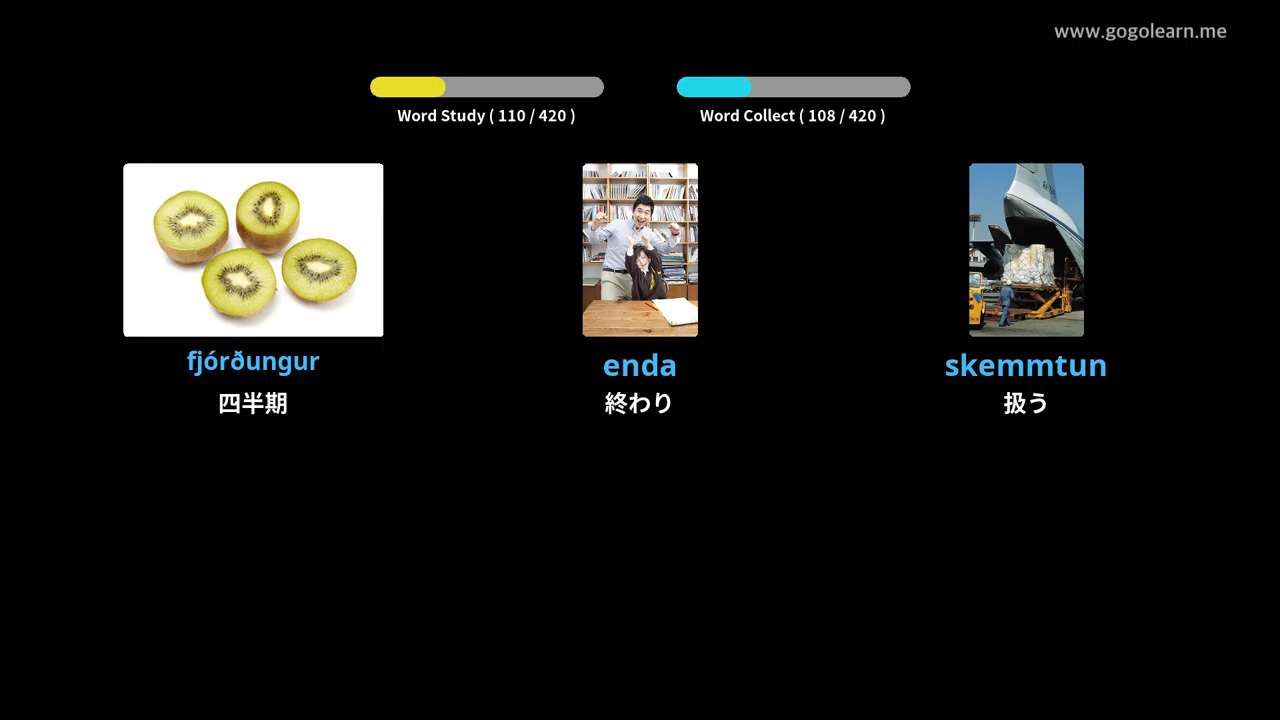 www.gogolearn.me
Word Study ( 110 / 420 )
Word Collect ( 108 / 420 )
fjórðungur
enda
skemmtun
四半期
終わり
扱う